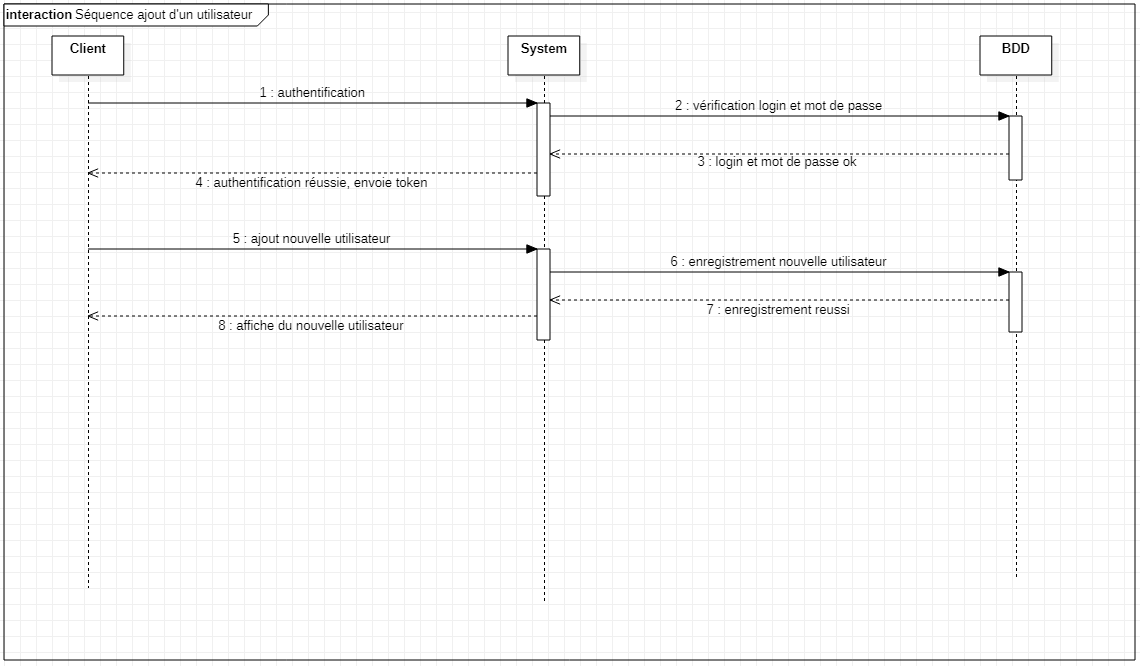 interaction Séquence ajout d'un utilisateur
Client
System
BDD
1 : authentification
2 : vérification login et mot de passe
3 : login et mot de passe ok
4 : authentification réussie, envoie token
5 : ajout nouvelle utilisateur
6 : enregistrement nouvelle utilisateur
7 : enregistrement reussi
8 : affiche du nouvelle utilisateur